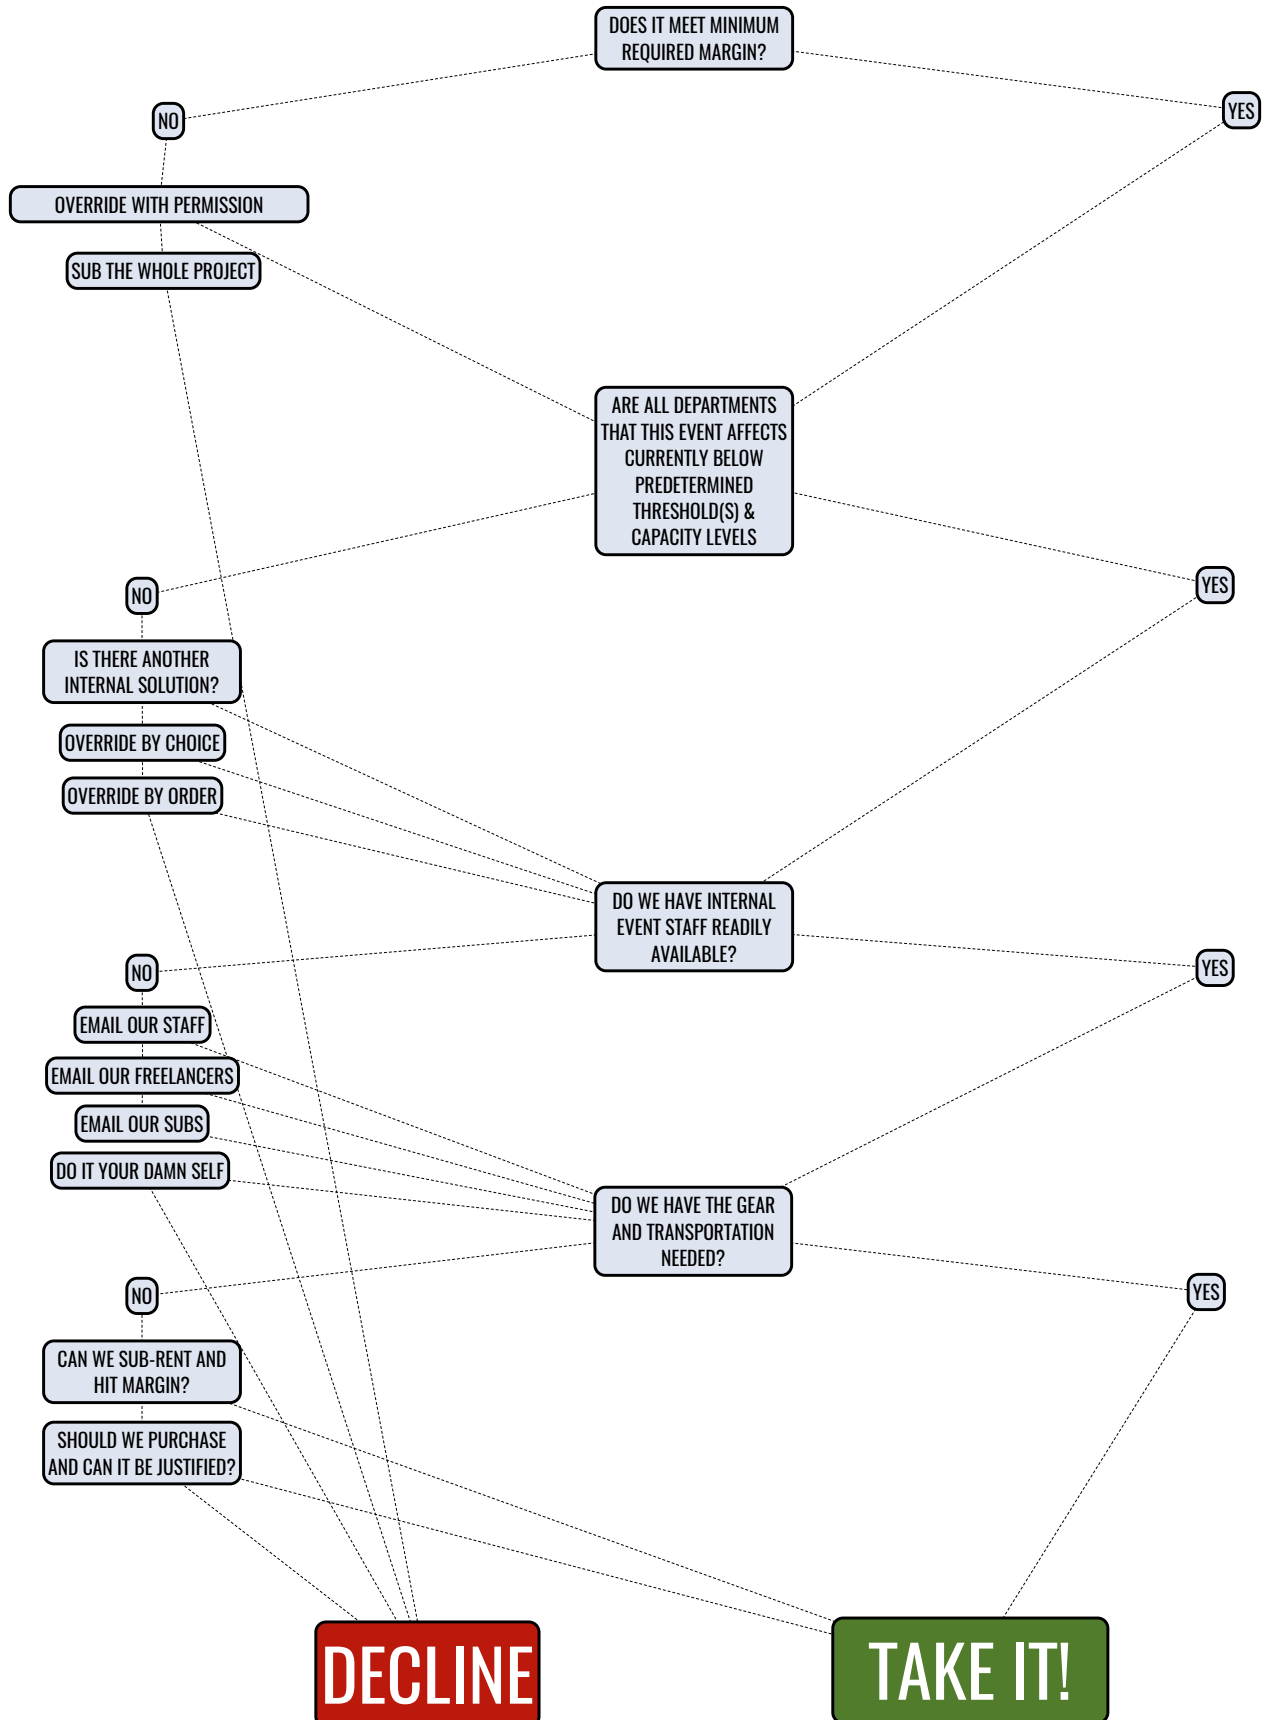 DOES IT MEET MINIMUM
REQUIRED MARGIN?
NO
YES
OVERRIDE WITH PERMISSION
SUB THE WHOLE PROJECT
ARE ALL DEPARTMENTS
THAT THIS EVENT AFFECTS
CURRENTLY BELOW
PREDETERMINED
THRESHOLD(S) &
CAPACITY LEVELS
NO
YES
IS THERE ANOTHER
INTERNAL SOLUTION?
OVERRIDE BY CHOICE
OVERRIDE BY ORDER
DO WE HAVE INTERNAL
EVENT STAFF READILY
AVAILABLE?
NO
YES
EMAIL OUR STAFF
EMAIL OUR FREELANCERS
EMAIL OUR SUBS
DO IT YOUR DAMN SELF
DO WE HAVE THE GEAR
AND TRANSPORTATION
NEEDED?
NO
YES
CAN WE SUB-RENT AND
HIT MARGIN?
SHOULD WE PURCHASE
AND CAN IT BE JUSTIFIED?
DECLINE
TAKE IT!